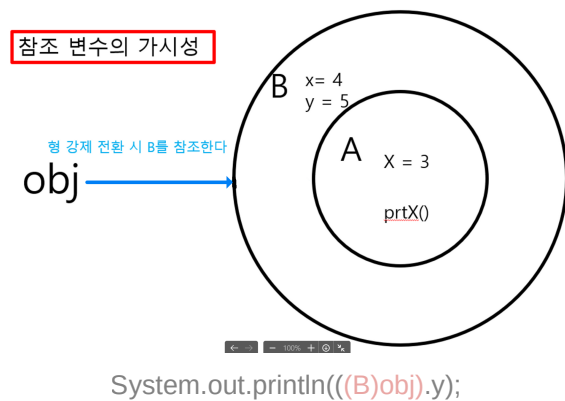 참조 변수의 가시성
B
x= 4
y = 5
형 강제 전환 시 B를 참조한다
obj
A
X = 3
prtX()
100%
System.out.println(((B)obj).y);